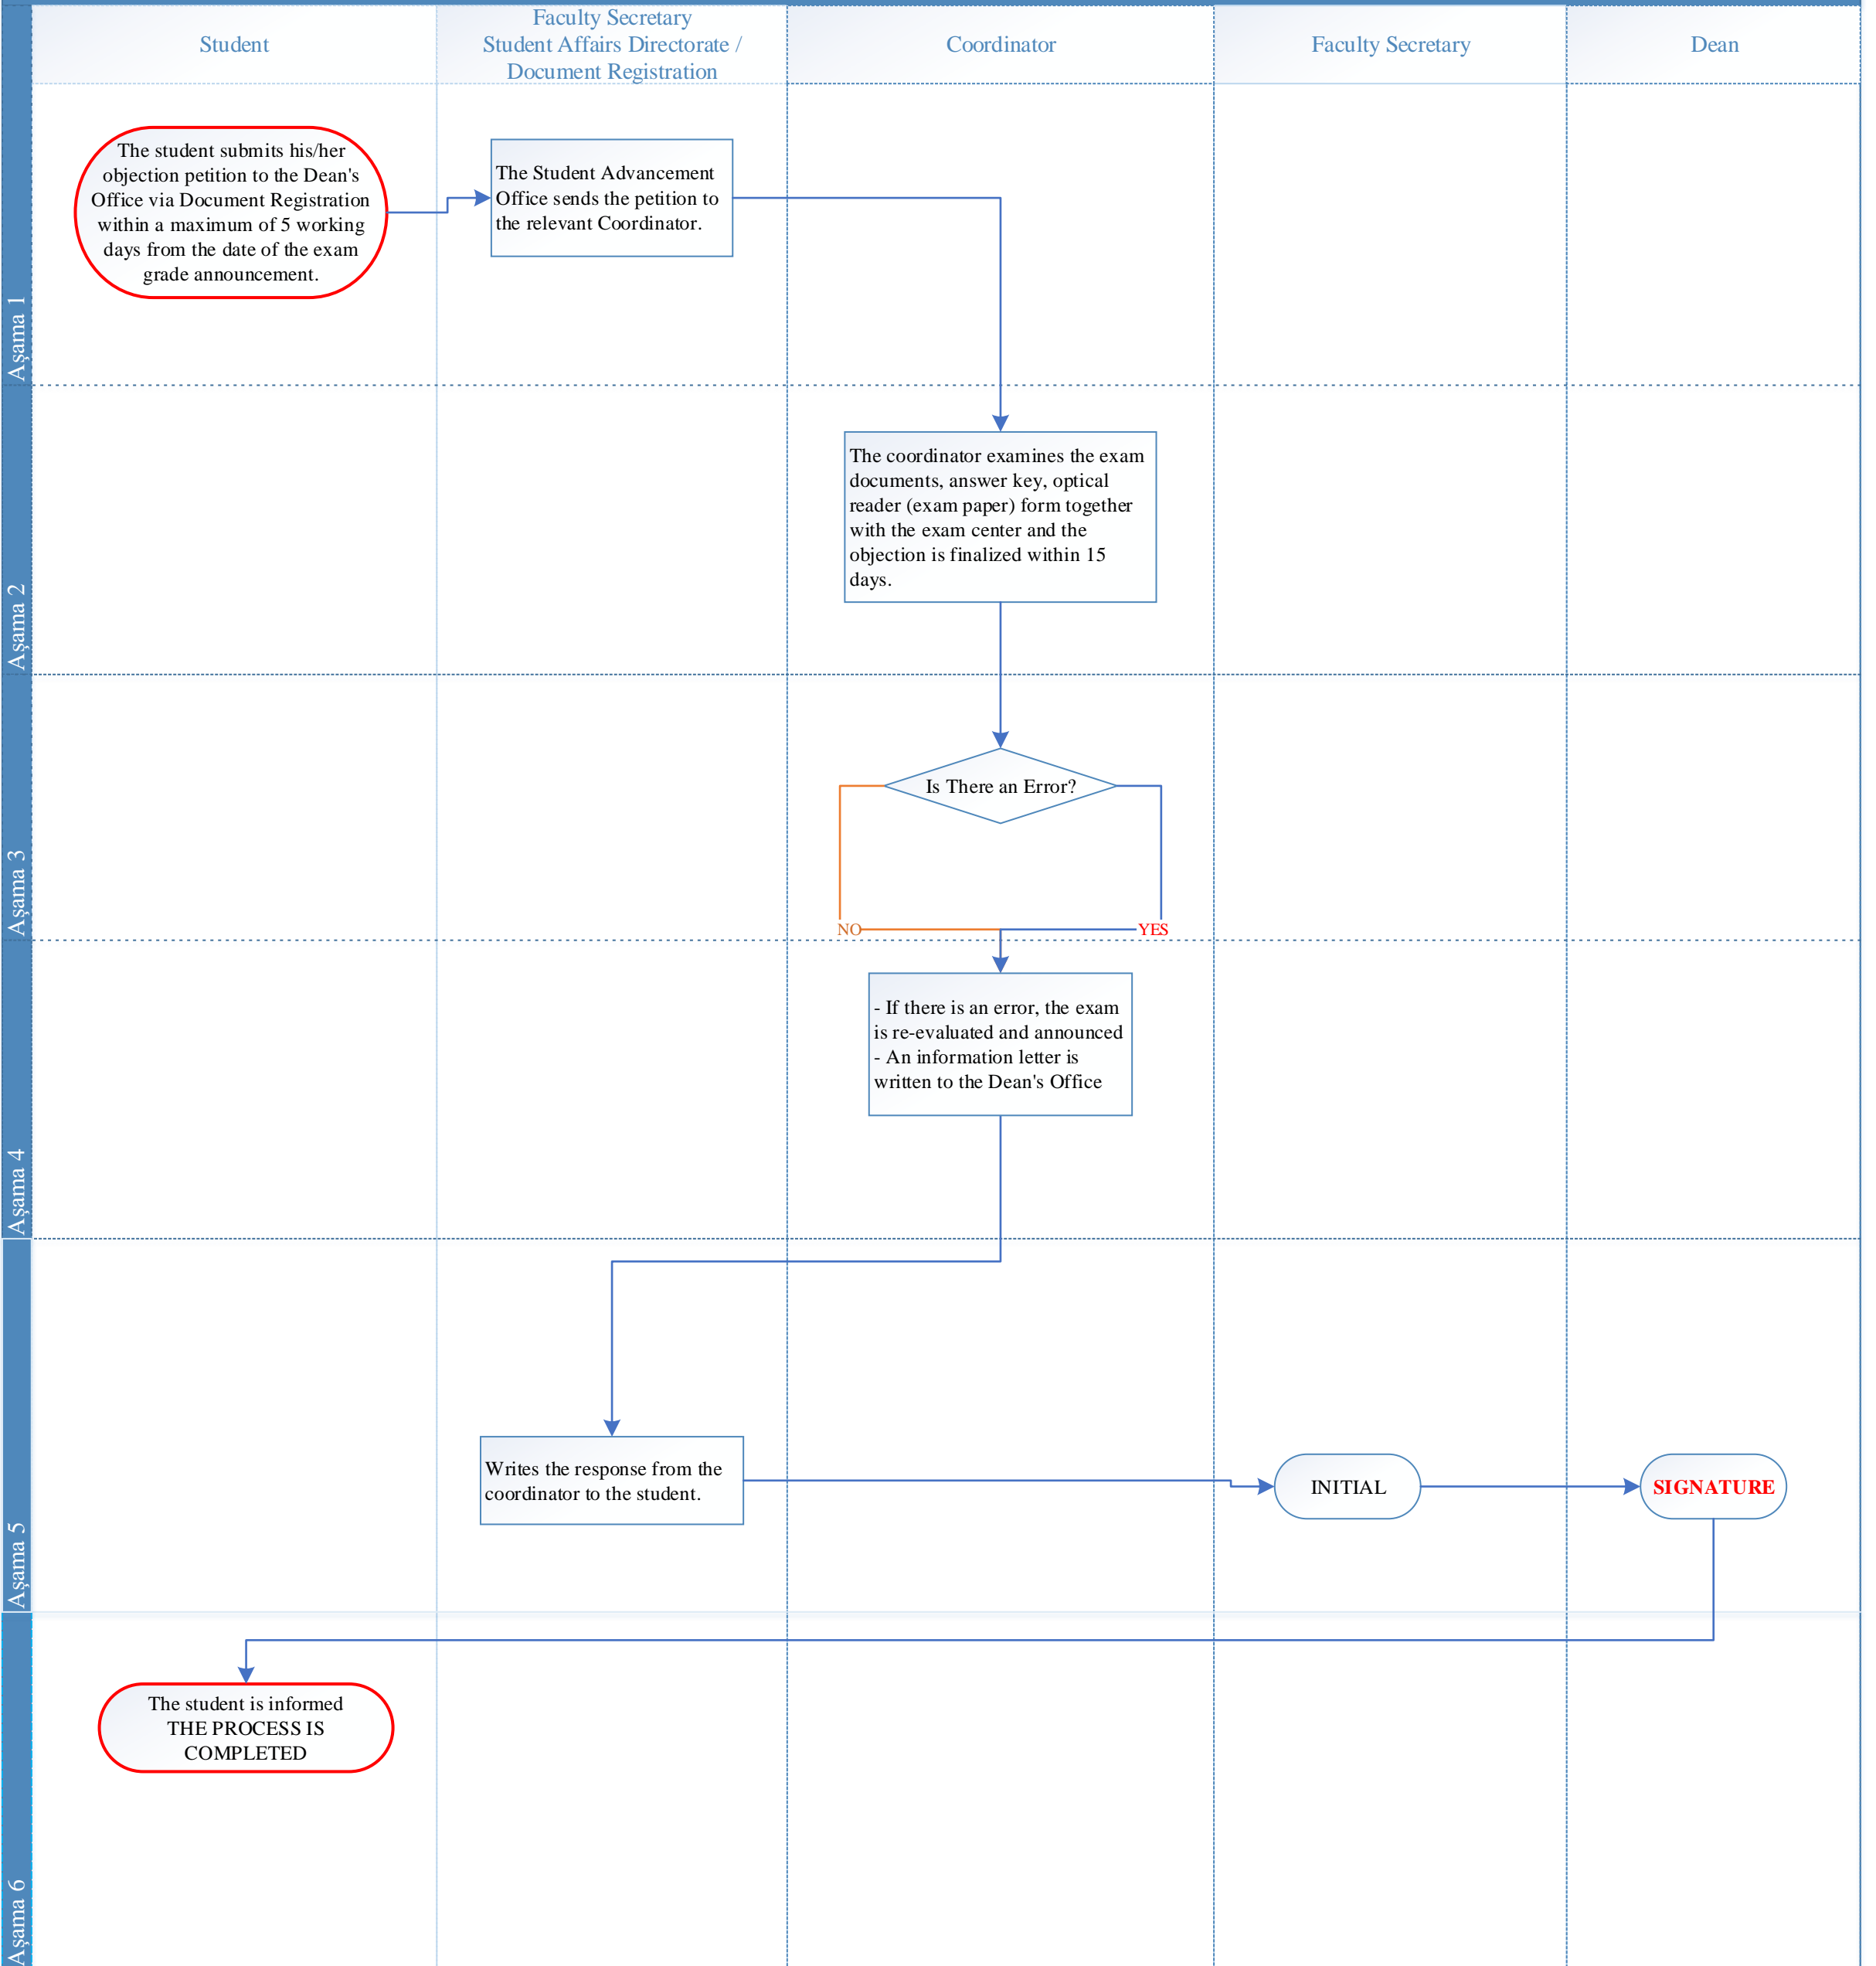 Student
Faculty Secretary
Student Affairs Directorate /
Document Registration
Coordinator
Faculty Secretary
Dean
Aşama 1
The student submits his/her
objection petition to the Dean's
Office via Document Registration
within a maximum of 5 working
days from the date of the exam
grade announcement.
The Student Advancement
Office sends the petition to
the relevant Coordinator.
Aşama 2
The coordinator examines the exam
documents, answer key, optical
reader (exam paper) form together
with the exam center and the
objection is finalized within 15
days.
Aşama 3
Is There an Error?
NO
YES
Aşama 4
- If there is an error, the exam
is re-evaluated and announced
- An information letter is
written to the Dean's Office
Aşama 5
Writes the response from the
coordinator to the student.
INITIAL
SIGNATURE
Aşama 6
The student is informed
THE PROCESS IS
COMPLETED